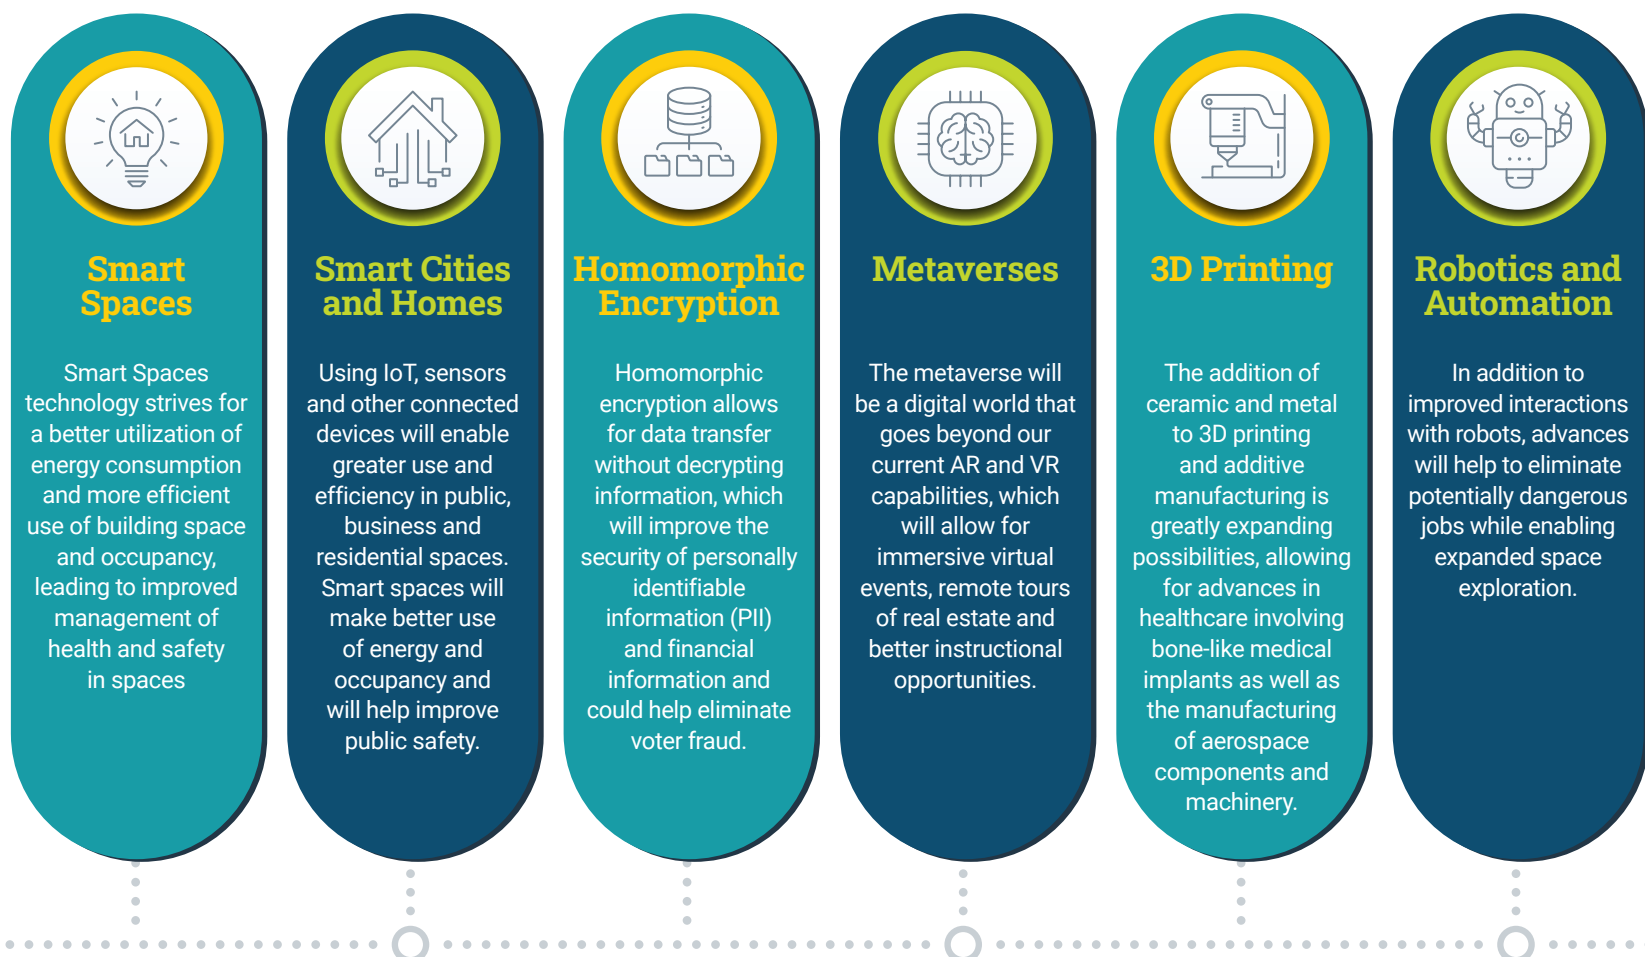 Smart
Spaces
Smart Spaces
technology strives for
a better utilization of
energy consumption
and more efficient
use of building space
and occupancy,
leading to improved
management of
health and safety
in spaces
Smart Cities
and Homes
Using IoT, sensors
and other connected
devices will enable
greater use and
efficiency in public,
business and
residential spaces.
Smart spaces will
make better use
of energy and
occupancy and
will help improve
public safety.
Homomorphic
Encryption
Homomorphic
encryption allows
for data transfer
without decrypting
information, which
will improve the
security of personally
identifiable
information (PII)
and financial
information and
could help eliminate
voter fraud.
Metaverses
The metaverse will
be a digital world that
goes beyond our
current AR and VR
capabilities, which
will allow for
immersive virtual
events, remote tours
of real estate and
better instructional
opportunities.
3D Printing
The addition of
ceramic and metal
to 3D printing
and additive
manufacturing is
greatly expanding
possibilities, allowing
for advances in
healthcare involving
bone-like medical
implants as well as
the manufacturing
of aerospace
components and
machinery.
Robotics and
Automation
In addition to
improved interactions
with robots, advances
will help to eliminate
potentially dangerous
jobs while enabling
expanded space
exploration.